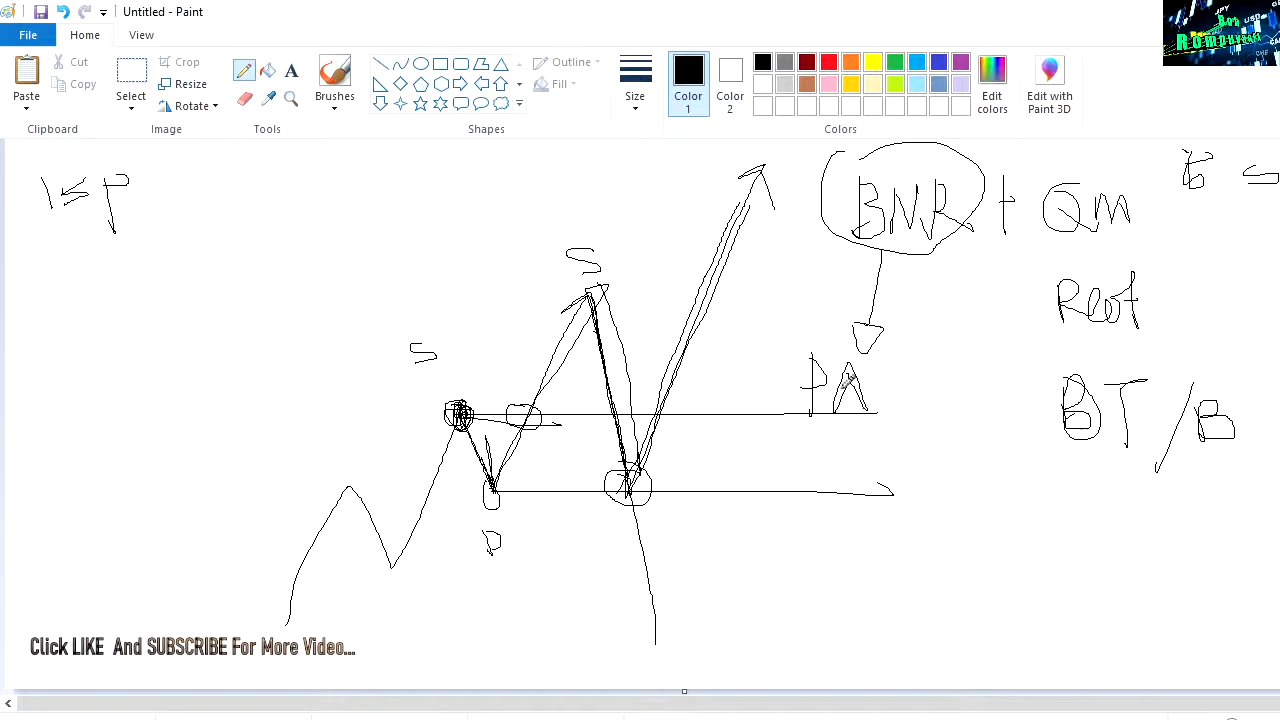 Untitled - Paint
File Home View
Paste
Cut
Copy
Clipboard
Select
Crop
Resize
Rotate
Image
A
Tools
Brushes
Shapes
Outline
Fill
Size
Color 1
Color 2
Edit colors
Edit with Paint 3D
Colors
JPY
USD
BNR + QM
S
S
PA
BT/B
Click LIKE And SUBSCRIBE For More Video...